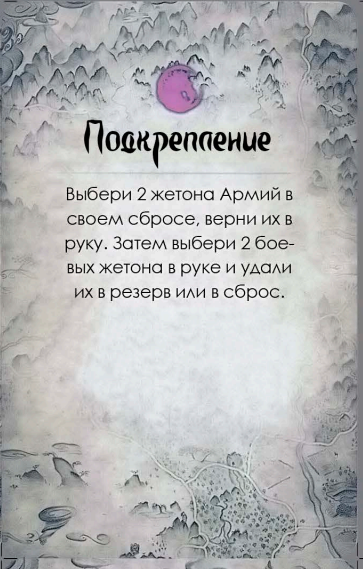 Подкрепление
Выбери 2 жетона Армий в
своем сбросе, верни их в
руку. Затем выбери 2 бое-
вых жетона в руке и удали
их в резерв или в сброс.